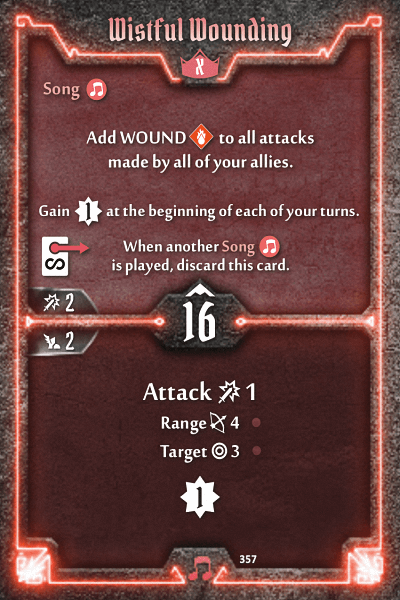 Wistful Wounding
X
Song
Add WOUND to all attacks
made by all of your allies.
Gain 1 at the beginning of each of your turns.
S
When another Song
is played, discard this card.
2
16
2
Attack 1
Range 4
Target 3
1
357